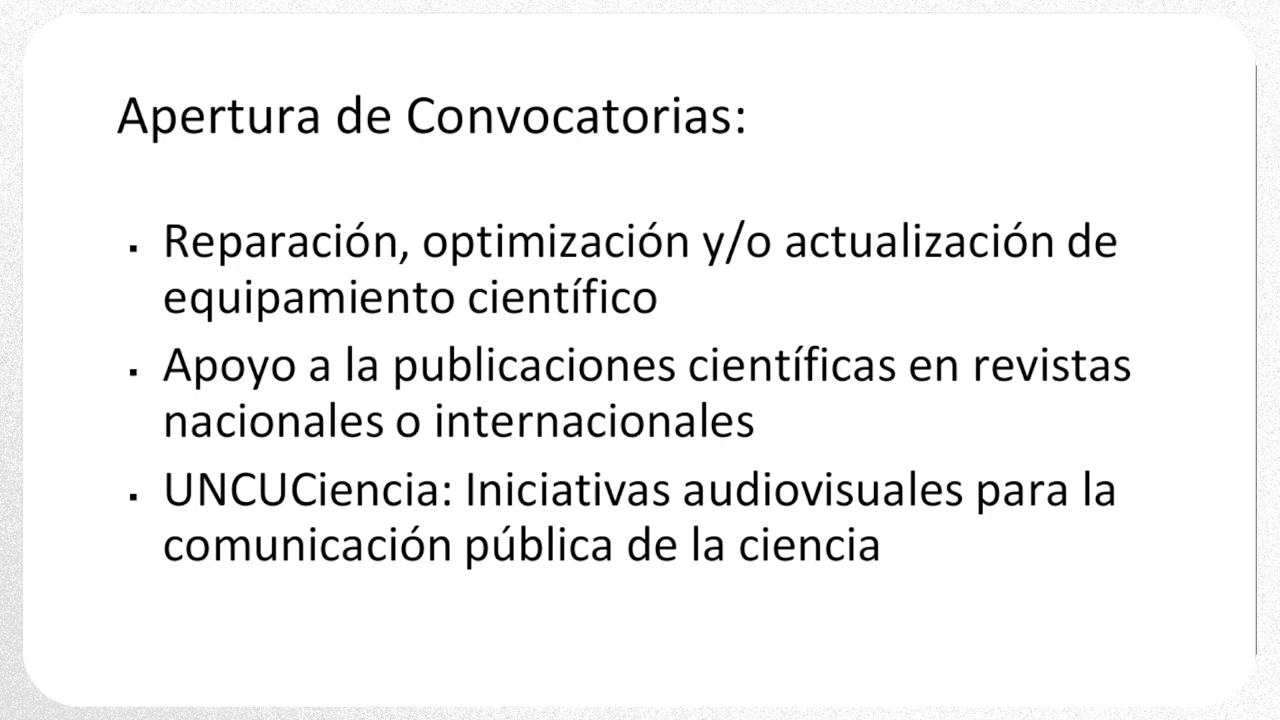 Apertura de Convocatorias:
▪ Reparación, optimización y/o actualización de
equipamiento científico
▪ Apoyo a la publicaciones científicas en revistas
nacionales o internacionales
▪ UNCUCiencia: Iniciativas audiovisuales para la
comunicación pública de la ciencia